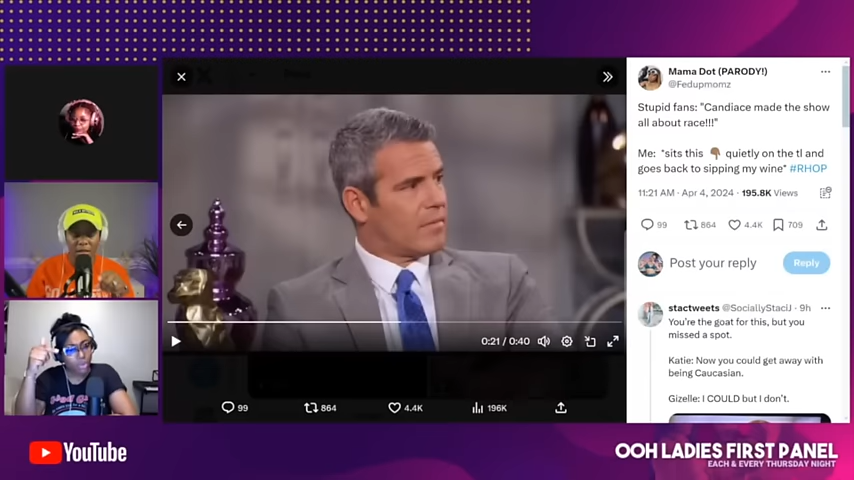 Mama Dot (PARODY!)
@Fedupmomz
Stupid fans: "Candiace made the show
all about race!!!"
Me: *sits this 👇🏽 quietly on the tl and
goes back to sipping my wine* #RHOP
11:21 AM · Apr 4, 2024 · 195.8K Views
99 864 4.4K 709
Post your reply
Reply
stactweets @SociallyStaciJ · 9h
You're the goat for this, but you
missed a spot.
Katie: Now you could get away with
being Caucasian.
Gizelle: I COULD but I don't.
0:21 / 0:40
99 864 4.4K 196K
YouTube
OOH LADIES FIRST PANEL
EACH & EVERY THURSDAY NIGHT